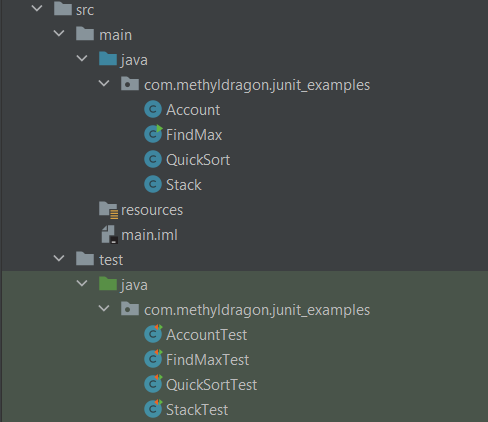 src
main
java
com.methyldragon.junit_examples
Account
FindMax
QuickSort
Stack
resources
main.iml
test
java
com.methyldragon.junit_examples
AccountTest
FindMaxTest
QuickSortTest
StackTest